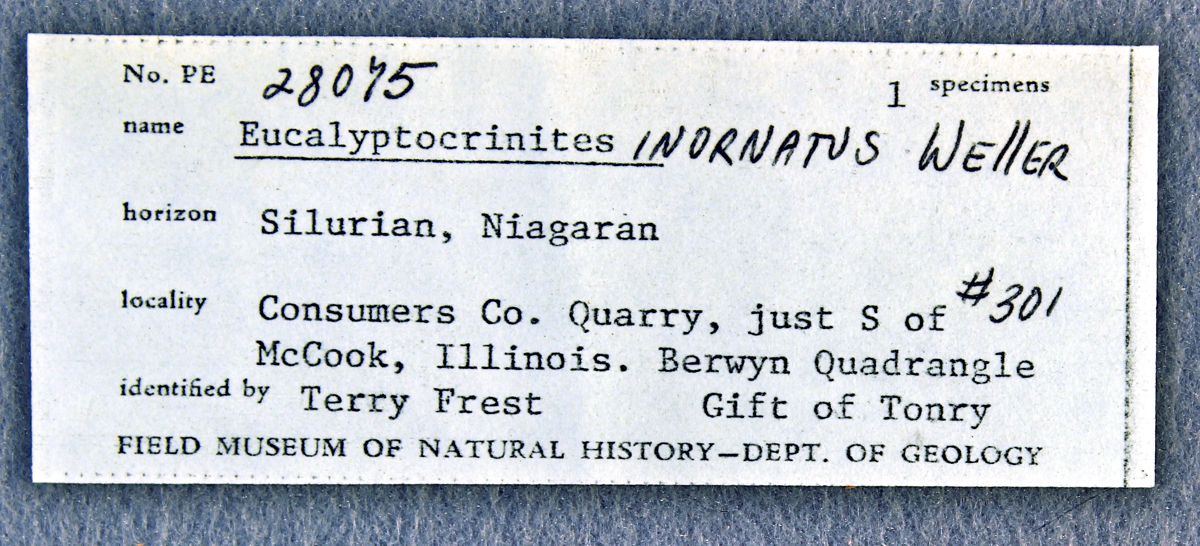 No. PE 28075 1 specimens
name Eucalyptocrinites INORNATUS Weller
horizon Silurian, Niagaran
locality Consumers Co. Quarry, just S of #301
McCook, Illinois. Berwyn Quadrangle
identified by Terry Frest Gift of Tonry
FIELD MUSEUM OF NATURAL HISTORY—DEPT. OF GEOLOGY